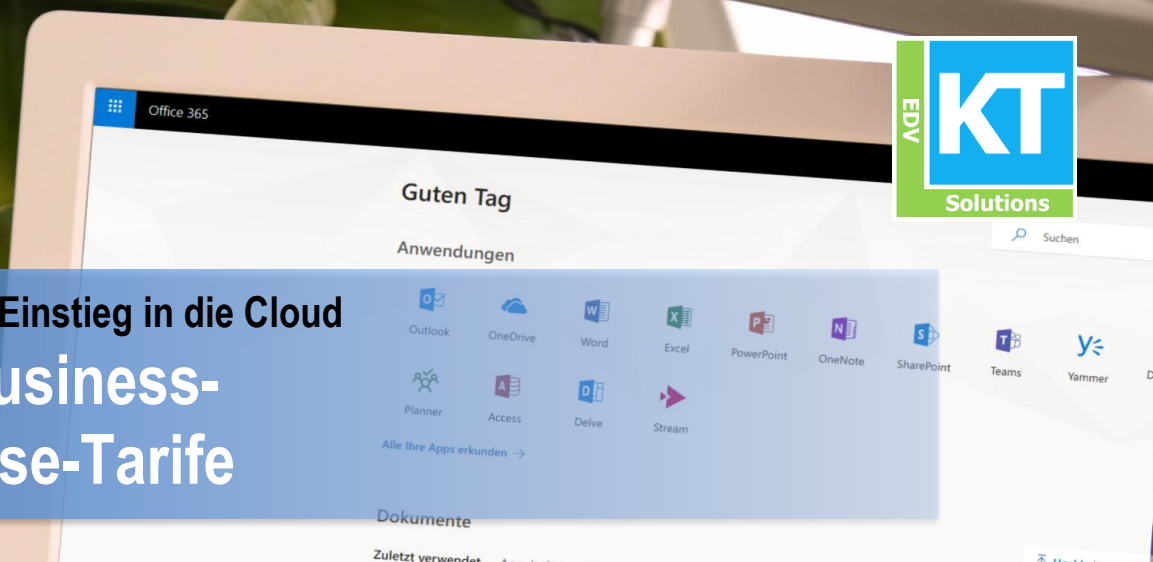 Office 365
EDV
KT
Solutions
Guten Tag
Suchen
Anwendungen
Einstieg in die Cloud
usiness-
se-Tarife
Outlook
OneDrive
Word
Excel
PowerPoint
OneNote
SharePoint
Teams
Yammer
D
Planner
Access
Delve
Stream
Alle Ihre Apps erkunden →
Dokumente
Zuletzt verwendet